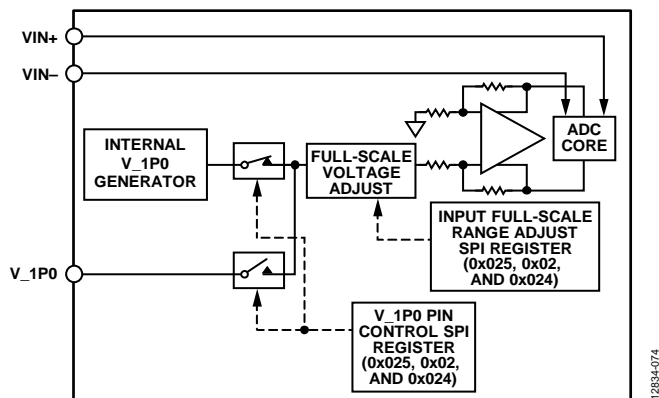 VIN+
VIN–
INTERNAL
V_1P0
GENERATOR
FULL-SCALE
VOLTAGE
ADJUST
ADC
CORE
INPUT FULL-SCALE
RANGE ADJUST
SPI REGISTER
(0x025, 0x02,
AND 0x024)
V_1P0
V_1P0 PIN
CONTROL SPI
REGISTER
(0x025, 0x02,
AND 0x024)
12834-074